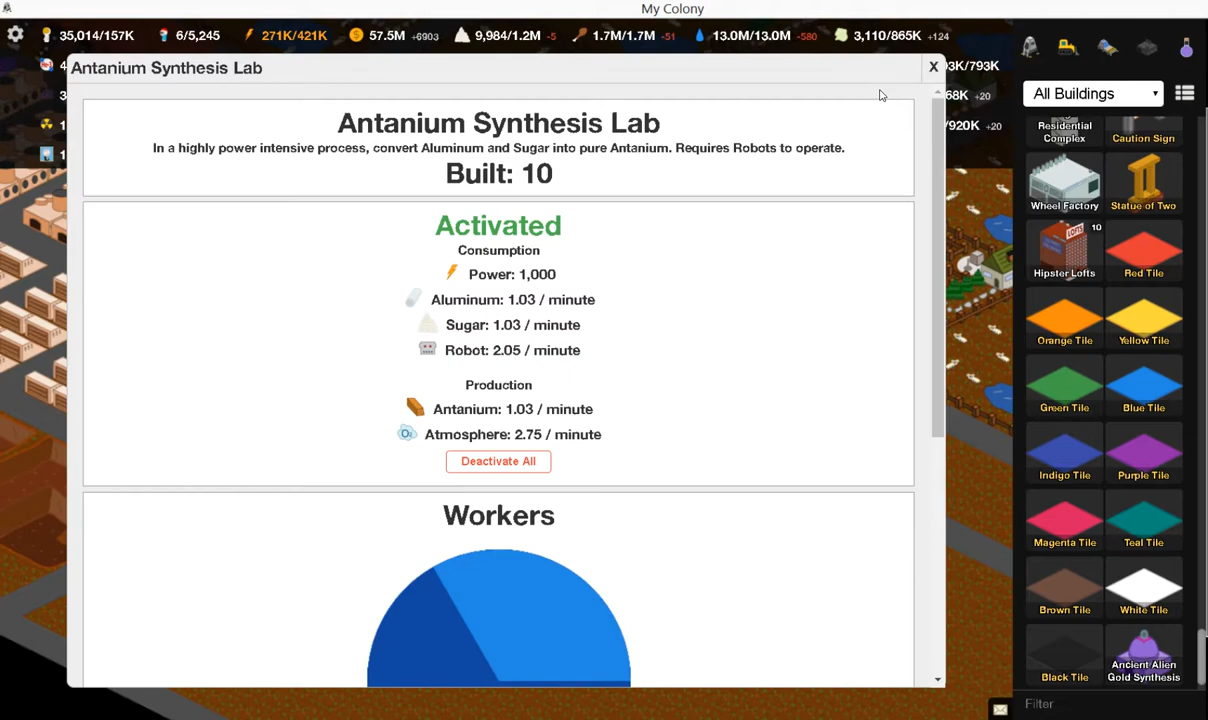 My Colony
35,014/157K 6/5,245 271K/421K 57.5M +6903 9,984/1.2M -5 1.7M/1.7M -51 13.0M/13.0M -580 3,110/865K +124
Antanium Synthesis Lab X
+20
/920K +20
Antanium Synthesis Lab
In a highly power intensive process, convert Aluminum and Sugar into pure Antanium. Requires Robots to operate.
Built: 10
Activated
Consumption
Power: 1,000
Aluminum: 1.03 / minute
Sugar: 1.03 / minute
Robot: 2.05 / minute
Production
Antanium: 1.03 / minute
Atmosphere: 2.75 / minute
Deactivate All
Workers
All Buildings
Residential Complex
Caution Sign
Wheel Factory
Statue of Two
LOFTS
10
Hipster Lofts
Red Tile
Orange Tile
Yellow Tile
Green Tile
Blue Tile
Indigo Tile
Purple Tile
Magenta Tile
Teal Tile
Brown Tile
White Tile
Black Tile
Ancient Alien Gold Synthesis
Filter